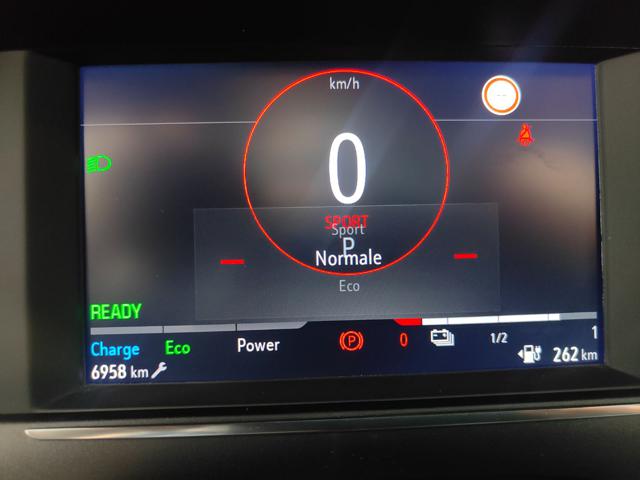 km/h
0
SPORT
Sport
P
Normale
Eco
READY
Charge
Eco
Power
P
0
1/2
1
6958 km
262 km